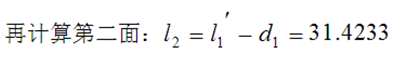 再计算第二面：l₂ = l₁′ − d₁ = 31.4233